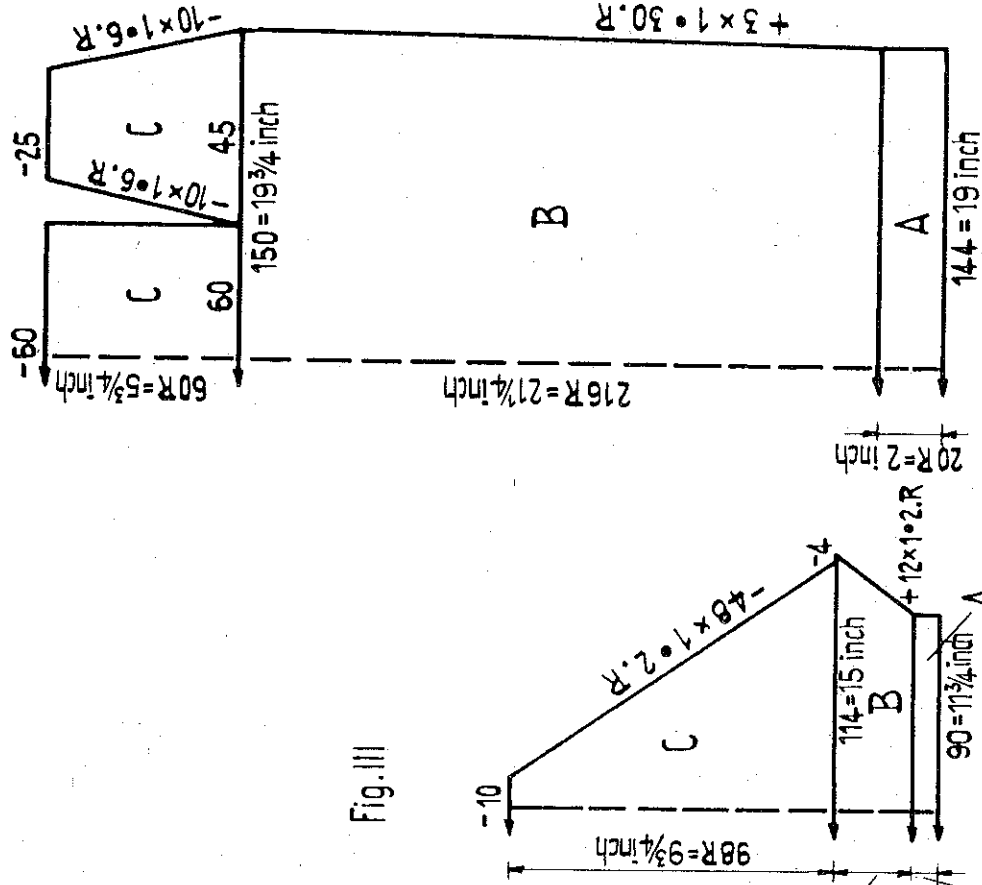 -10×1•6.R
-25
C
-10×1•6.R
45
-60
C
60
150=19¾ inch
60R=5¾ inch
+3×1•30.R
B
216R=21¼ inch
A
144=19 inch
20R=2 inch
Fig.III
-10
-48×1•2.R
C
98R=9¾ inch
-4
114=15 inch
B
+12×1•2.R
A
90=11¾ inch